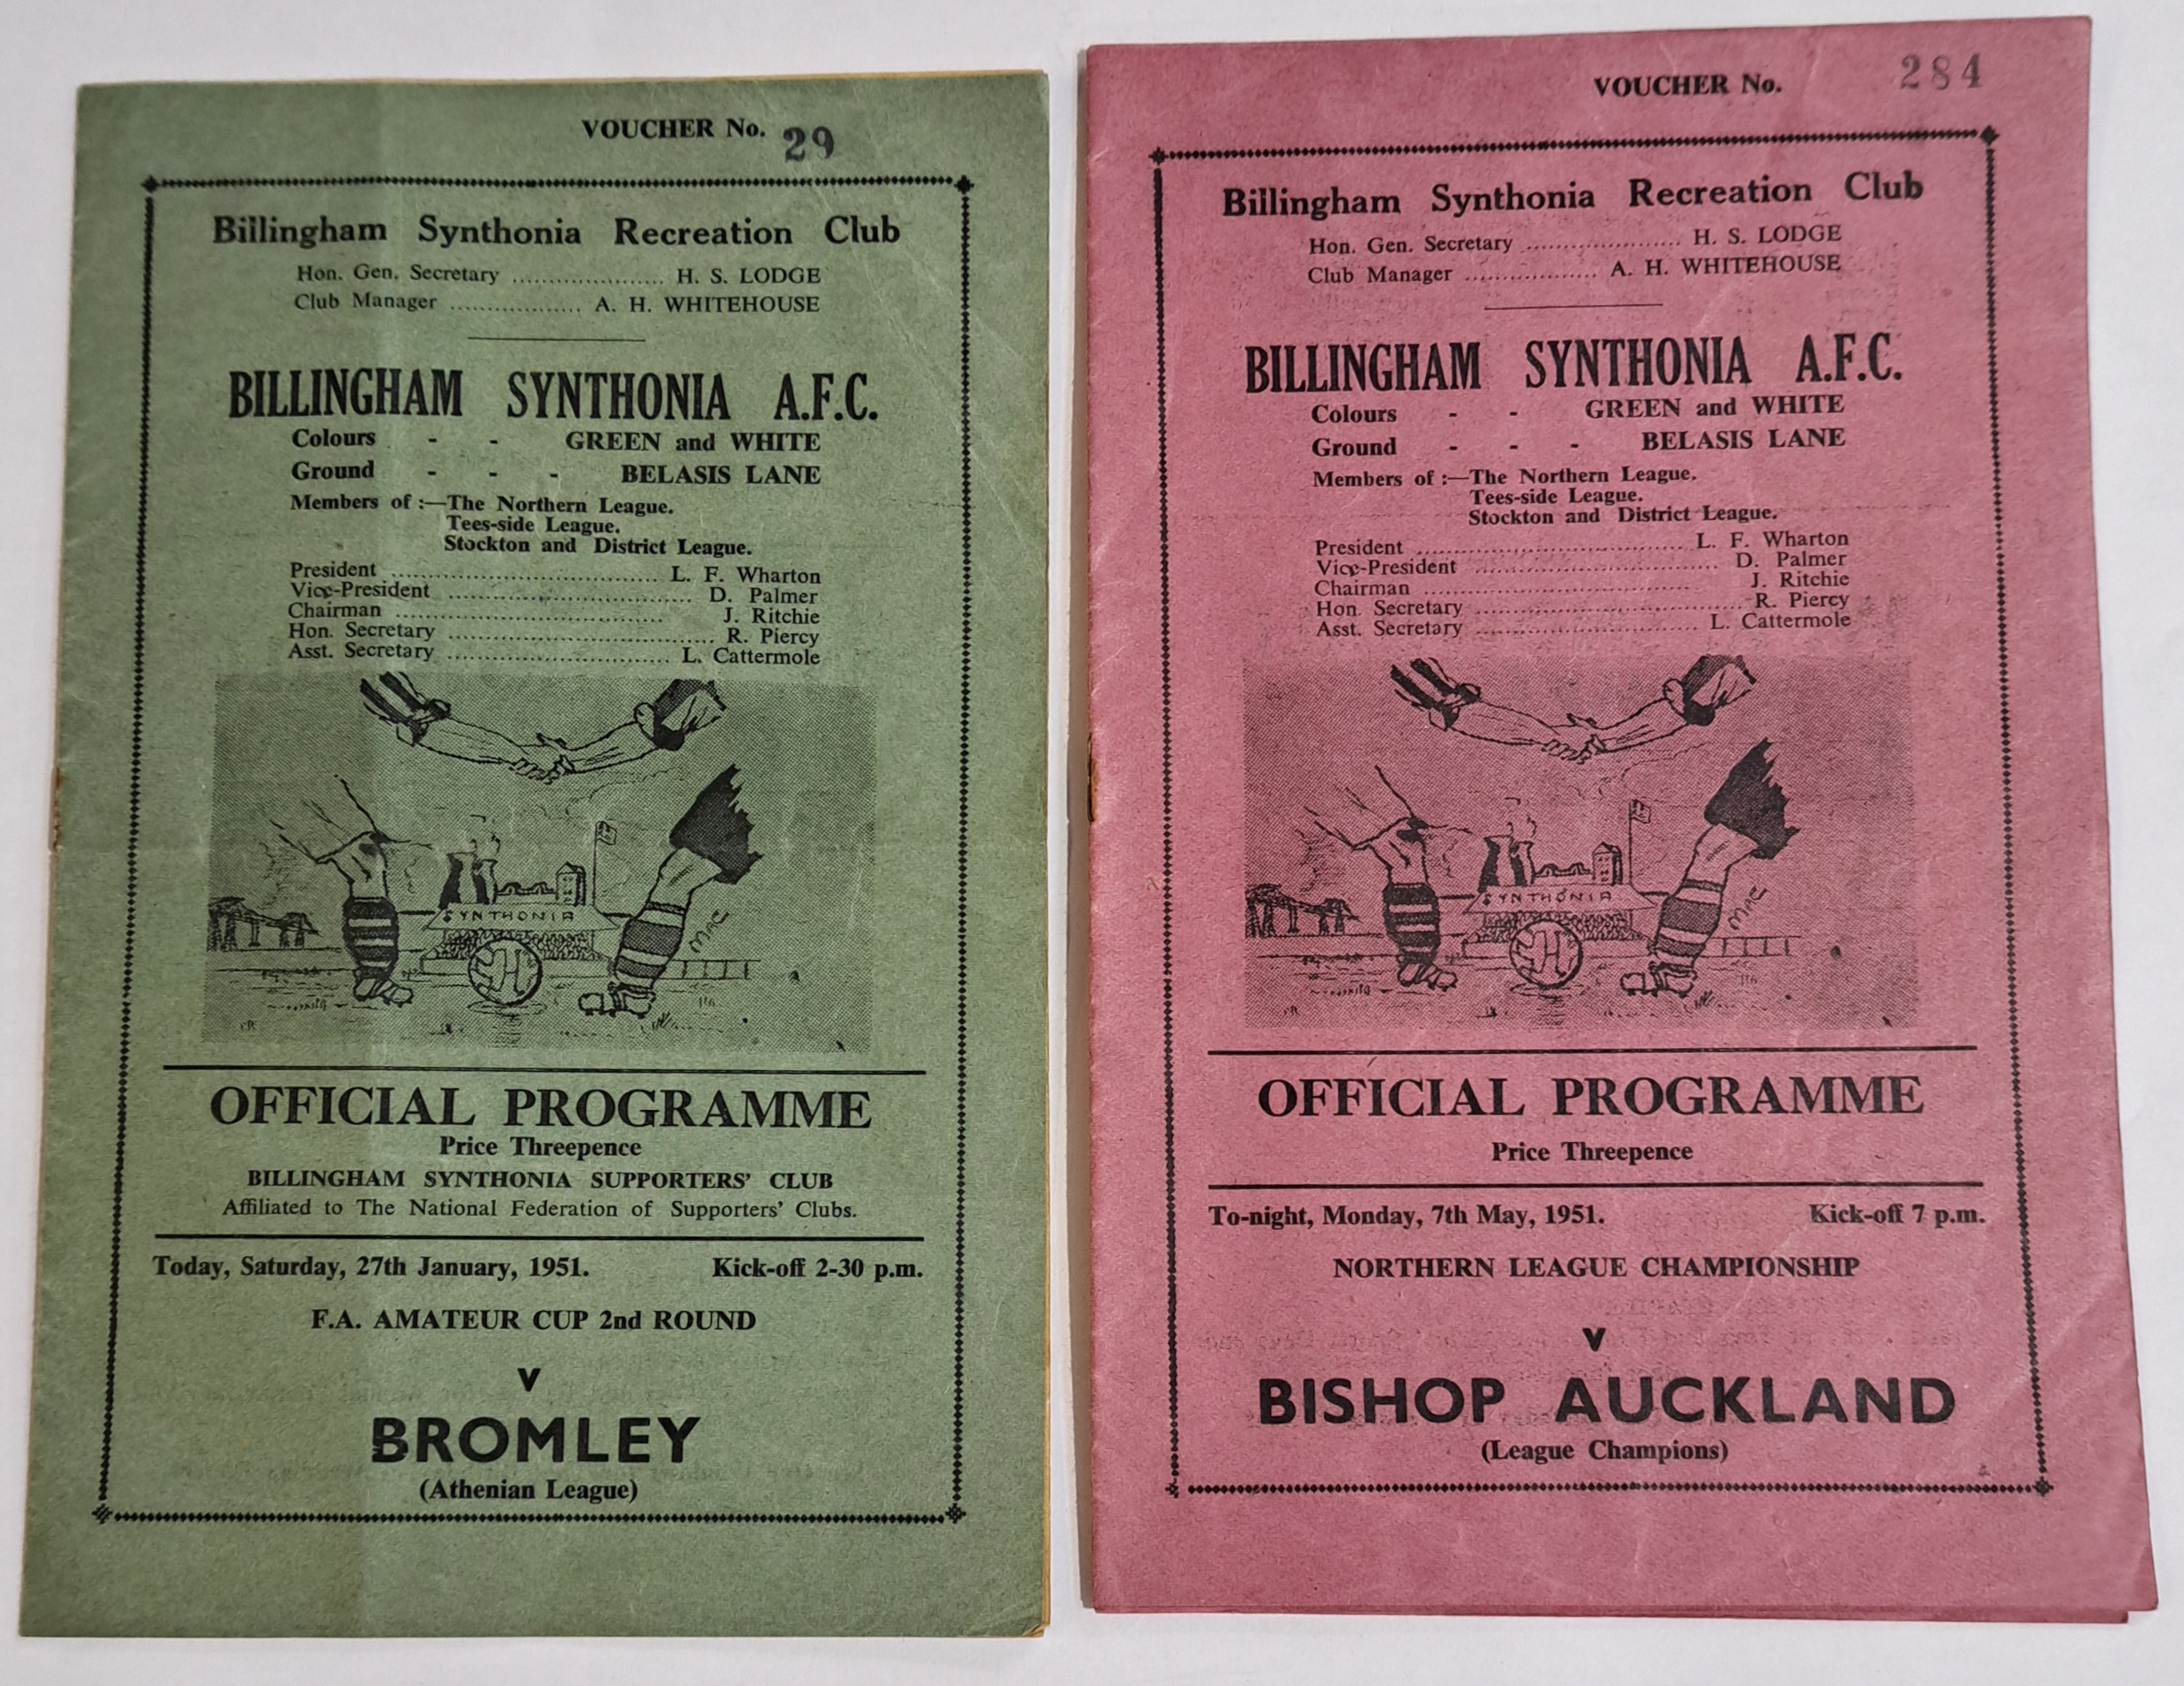 VOUCHER No. 29
Billingham Synthonia Recreation Club
Hon. Gen. Secretary ..................... H. S. LODGE
Club Manager .................. A. H. WHITEHOUSE
BILLINGHAM SYNTHONIA A.F.C.
Colours - - GREEN and WHITE
Ground - - - BELASIS LANE
Members of :—The Northern League.
Tees-side League.
Stockton and District League.
President ..................................... L. F. Wharton
Vice-President .................................. D. Palmer
Chairman ..................................... J. Ritchie
Hon. Secretary ..................................... R. Piercy
Asst. Secretary ............................... L. Cattermole
SYNTHONIA
MAC
OFFICIAL PROGRAMME
Price Threepence
BILLINGHAM SYNTHONIA SUPPORTERS' CLUB
Affiliated to The National Federation of Supporters' Clubs.
Today, Saturday, 27th January, 1951. Kick-off 2-30 p.m.
F.A. AMATEUR CUP 2nd ROUND
v
BROMLEY
(Athenian League)
VOUCHER No. 284
Billingham Synthonia Recreation Club
Hon. Gen. Secretary ..................... H. S. LODGE
Club Manager .................. A. H. WHITEHOUSE
BILLINGHAM SYNTHONIA A.F.C.
Colours - - GREEN and WHITE
Ground - - - BELASIS LANE
Members of :—The Northern League.
Tees-side League.
Stockton and District League.
President ..................................... L. F. Wharton
Vice-President .................................. D. Palmer
Chairman ..................................... J. Ritchie
Hon. Secretary ..................................... R. Piercy
Asst. Secretary ............................... L. Cattermole
SYNTHONIA
MAC
OFFICIAL PROGRAMME
Price Threepence
To-night, Monday, 7th May, 1951. Kick-off 7 p.m.
NORTHERN LEAGUE CHAMPIONSHIP
v
BISHOP AUCKLAND
(League Champions)